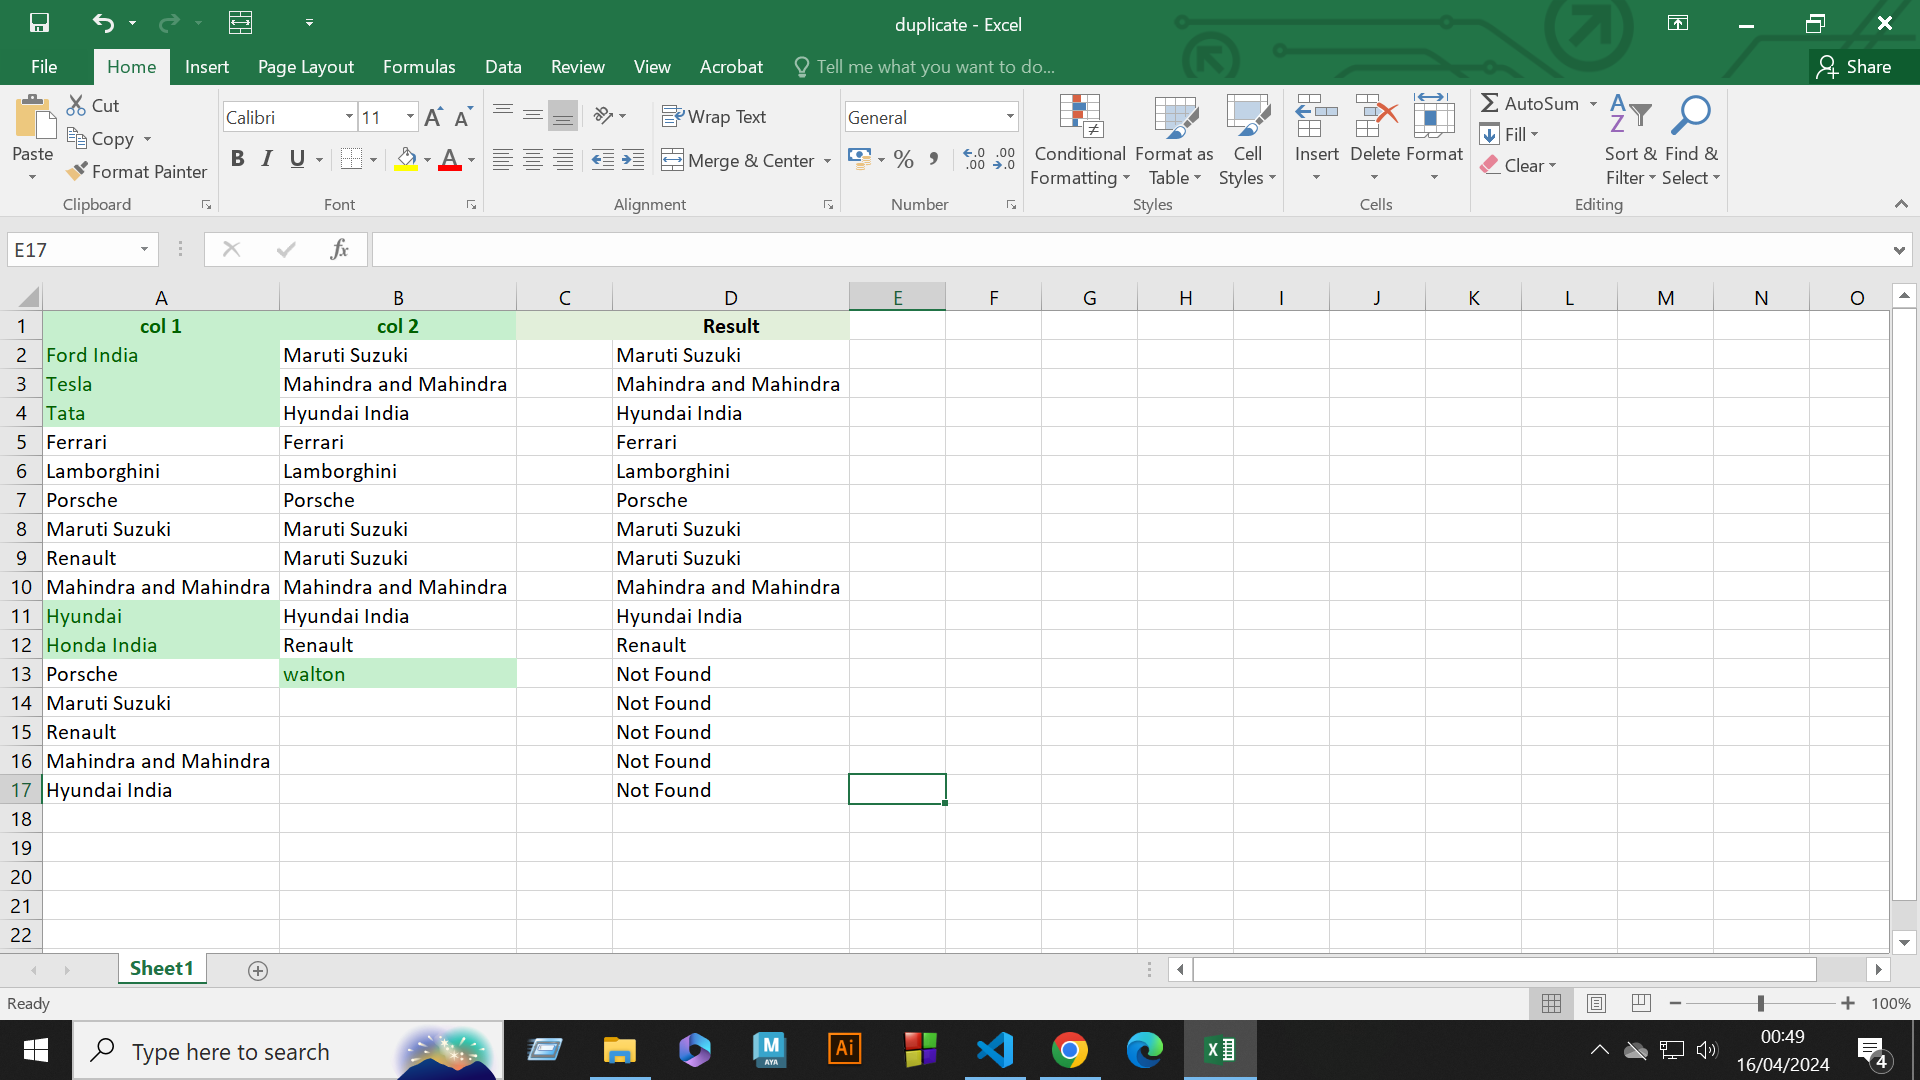 duplicate - Excel
File Home Insert Page Layout Formulas Data Review View Acrobat Tell me what you want to do... Share
Paste
Cut
Copy
Format Painter
Clipboard
Calibri 11
B I U A
Font
Wrap Text
Merge & Center
Alignment
General
% , .0 .00 .00 .0
Number
Conditional Formatting
Format as Table
Cell Styles
Styles
Insert Delete Format
Cells
AutoSum
Fill
Clear
Sort & Filter
Find & Select
Editing
E17 fx
A B C D E F G H I J K L M N O
1 col 1 col 2 Result
2 Ford India Maruti Suzuki Maruti Suzuki
3 Tesla Mahindra and Mahindra Mahindra and Mahindra
4 Tata Hyundai India Hyundai India
5 Ferrari Ferrari Ferrari
6 Lamborghini Lamborghini Lamborghini
7 Porsche Porsche Porsche
8 Maruti Suzuki Maruti Suzuki Maruti Suzuki
9 Renault Maruti Suzuki Maruti Suzuki
10 Mahindra and Mahindra Mahindra and Mahindra Mahindra and Mahindra
11 Hyundai Hyundai India Hyundai India
12 Honda India Renault Renault
13 Porsche walton Not Found
14 Maruti Suzuki Not Found
15 Renault Not Found
16 Mahindra and Mahindra Not Found
17 Hyundai India Not Found
18
19
20
21
22
Sheet1
Ready 100%
Type here to search
M
AYA
Ai
X
00:49
16/04/2024
4